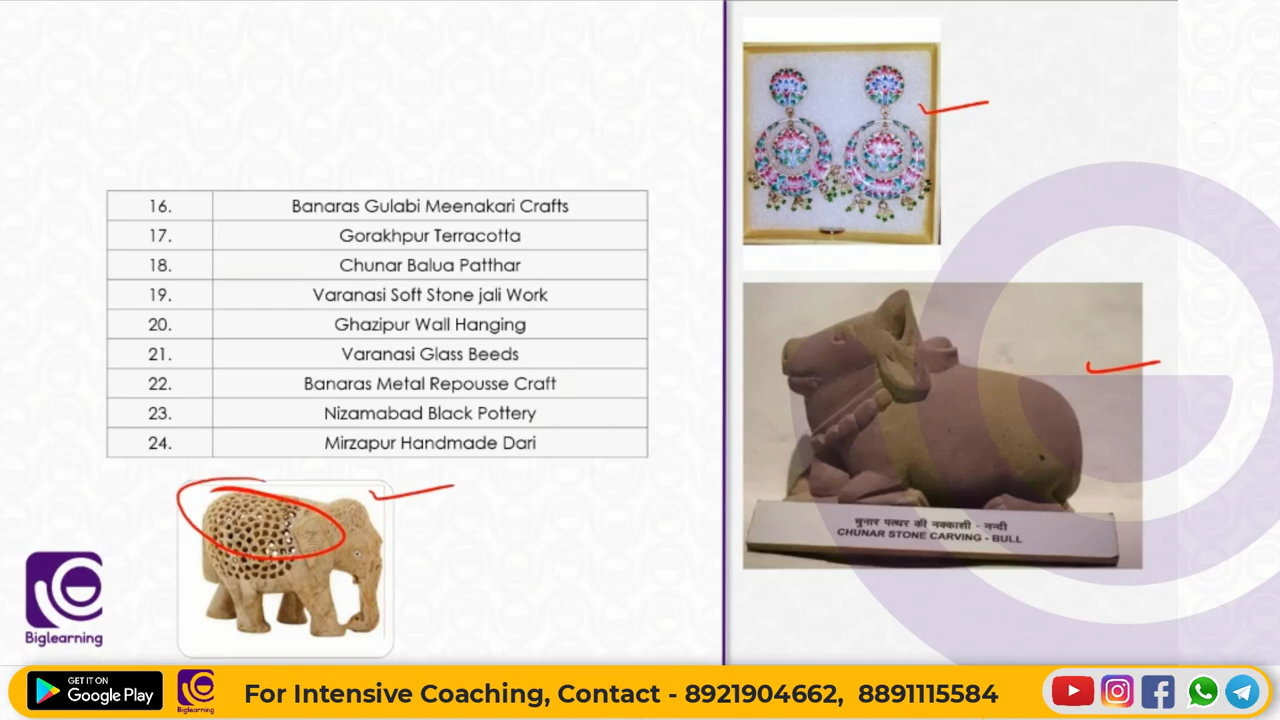 16. Banaras Gulabi Meenakari Crafts
17. Gorakhpur Terracotta
18. Chunar Balua Patthar
19. Varanasi Soft Stone jali Work
20. Ghazipur Wall Hanging
21. Varanasi Glass Beeds
22. Banaras Metal Repousse Craft
23. Nizamabad Black Pottery
24. Mirzapur Handmade Dari
चुनार पत्थर की नक्काशी - नन्दी
CHUNAR STONE CARVING - BULL
Biglearning
GET IT ON
Google Play
Biglearning
For Intensive Coaching, Contact - 8921904662, 8891115584